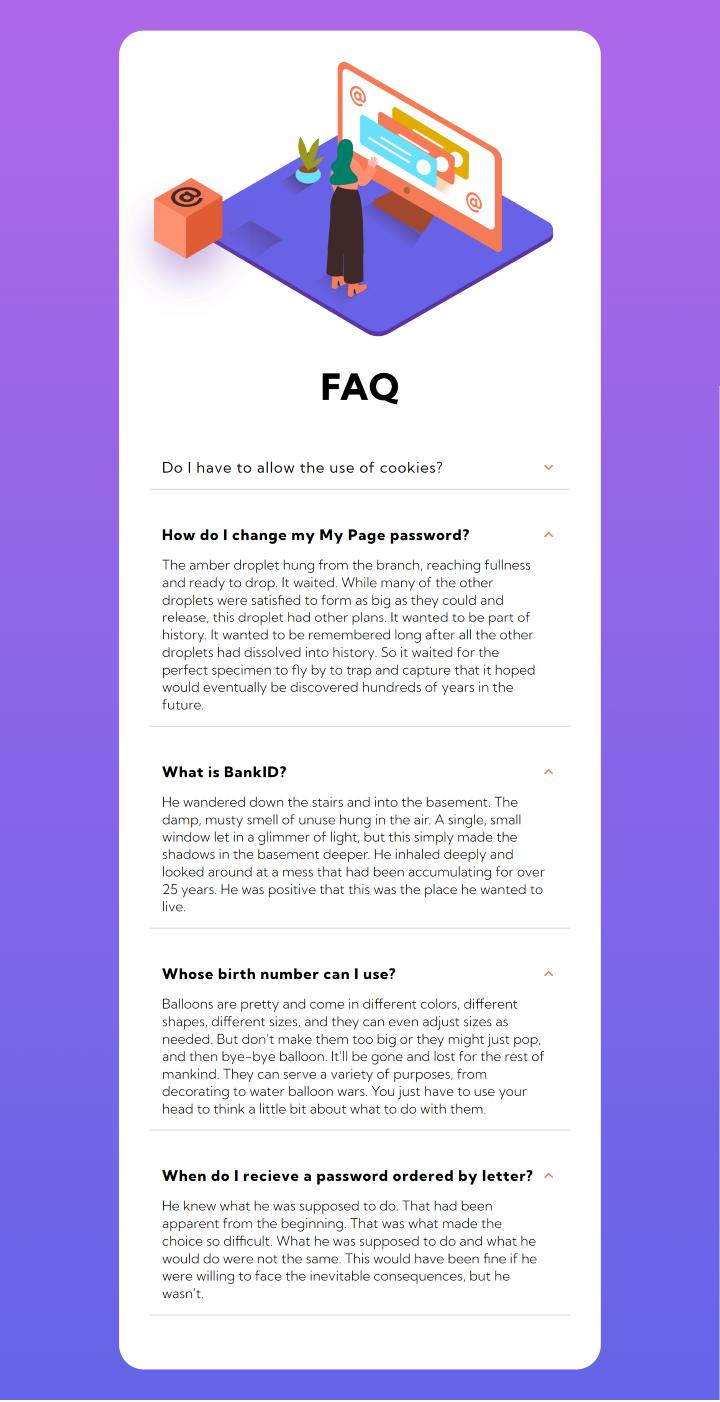 @
@
@
FAQ
Do I have to allow the use of cookies?
How do I change my My Page password?
The amber droplet hung from the branch, reaching fullness
and ready to drop. It waited. While many of the other
droplets were satisfied to form as big as they could and
release, this droplet had other plans. It wanted to be part of
history. It wanted to be remembered long after all the other
droplets had dissolved into history. So it waited for the
perfect specimen to fly by to trap and capture that it hoped
would eventually be discovered hundreds of years in the
future.
What is BankID?
He wandered down the stairs and into the basement. The
damp, musty smell of unuse hung in the air. A single, small
window let in a glimmer of light, but this simply made the
shadows in the basement deeper. He inhaled deeply and
looked around at a mess that had been accumulating for over
25 years. He was positive that this was the place he wanted to
live.
Whose birth number can I use?
Balloons are pretty and come in different colors, different
shapes, different sizes, and they can even adjust sizes as
needed. But don't make them too big or they might just pop,
and then bye-bye balloon. It'll be gone and lost for the rest of
mankind. They can serve a variety of purposes, from
decorating to water balloon wars. You just have to use your
head to think a little bit about what to do with them.
When do I recieve a password ordered by letter?
He knew what he was supposed to do. That had been
apparent from the beginning. That was what made the
choice so difficult. What he was supposed to do and what he
would do were not the same. This would have been fine if he
were willing to face the inevitable consequences, but he
wasn't.